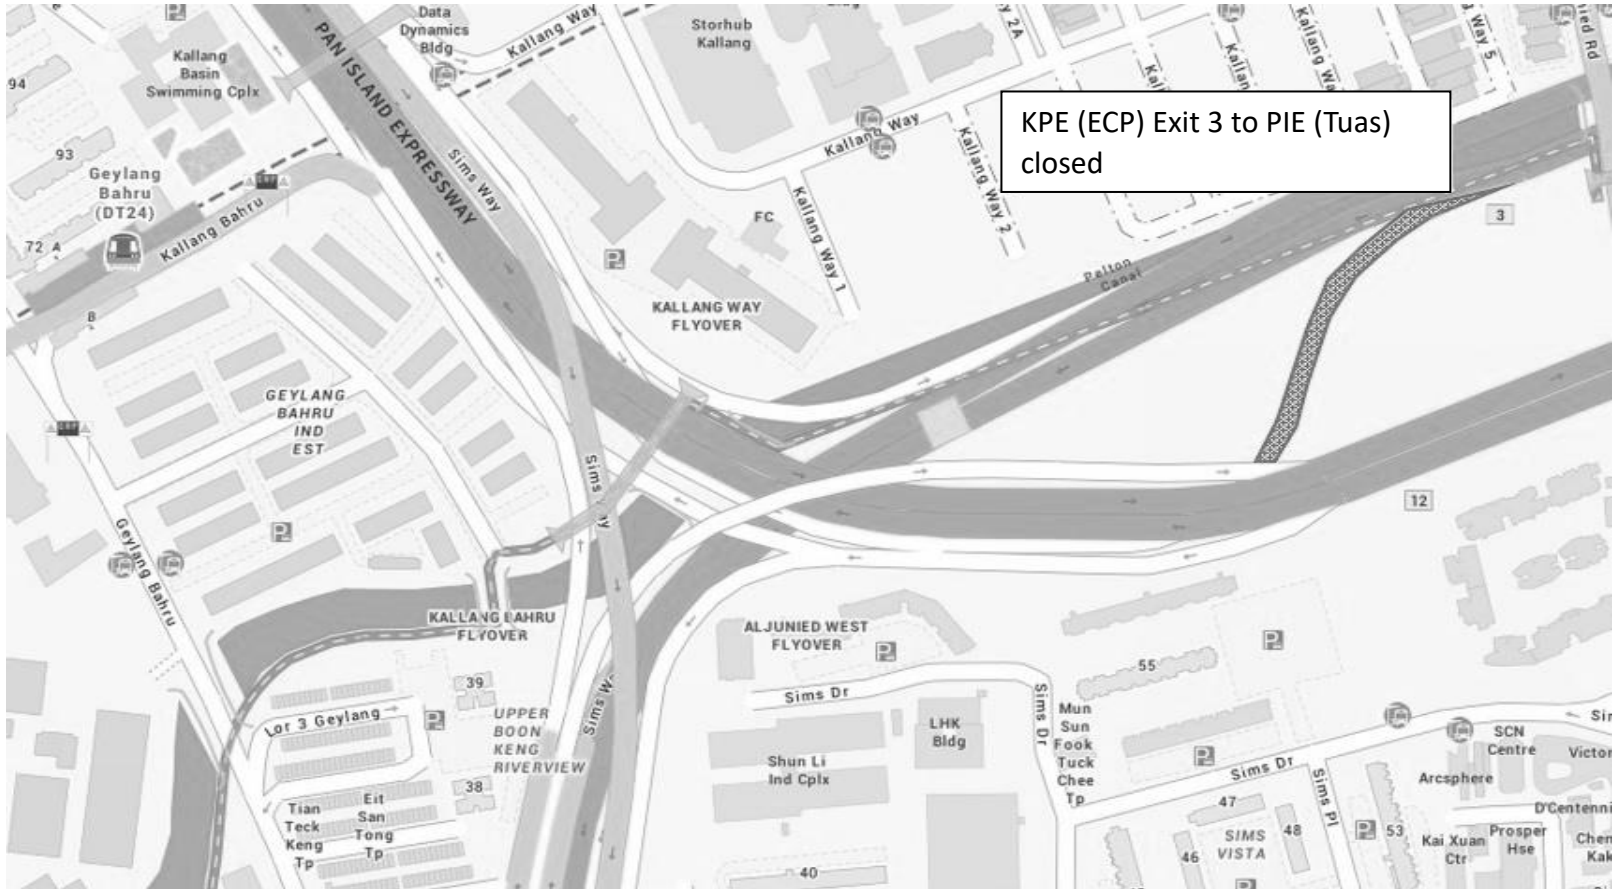 KPE (ECP) Exit 3 to PIE (Tuas)
closed
PAN ISLAND EXPRESSWAY
Data
Dynamics
Bldg
Kallang Way
Storhub
Kallang
Kallang
Basin
Swimming Cplx
94
93
Geylang
Bahru
(DT24)
72
A
B
Kallang Bahru
Sims Way
Kallang Way
Kallang Way 1
Kallang Way 2
FC
3
Pelton
Canal
KALLANG WAY
FLYOVER
GEYLANG
BAHRU
IND
EST
12
Geylang Bahru
KALLANG BAHRU
FLYOVER
ALJUNIED WEST
FLYOVER
55
39
Lor 3 Geylang
UPPER
BOON
KENG
RIVERVIEW
Sims Dr
Sims Dr
LHK
Bldg
Mun
Sun
Fook
Tuck
Chee
Tp
Shun Li
Ind Cplx
38
Tian
Teck
Keng
Tp
Eit
San
Tong
Tp
Sims Dr
Sims Pl
SCN
Centre
Arcsphere
47
48
46
SIMS
VISTA
53
Kai Xuan
Ctr
Prosper
Hse
40